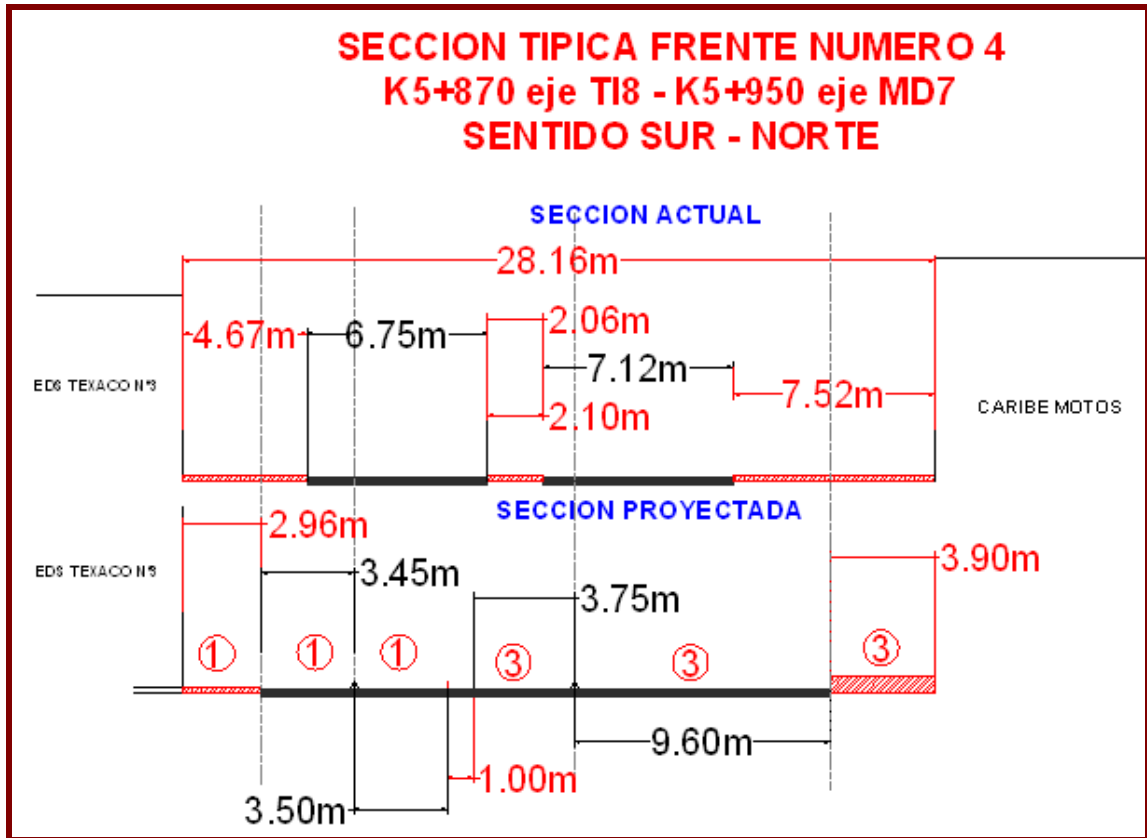 SECCION TIPICA FRENTE NUMERO 4
K5+870 eje TI8 - K5+950 eje MD7
SENTIDO SUR - NORTE
SECCION ACTUAL
28.16m
4.67m
6.75m
2.06m
7.12m
7.52m
2.10m
EDS TEXACO Nº3
CARIBE MOTOS
SECCION PROYECTADA
2.96m
3.45m
3.75m
3.90m
EDS TEXACO Nº3
1
1
1
3
3
3
9.60m
1.00m
3.50m